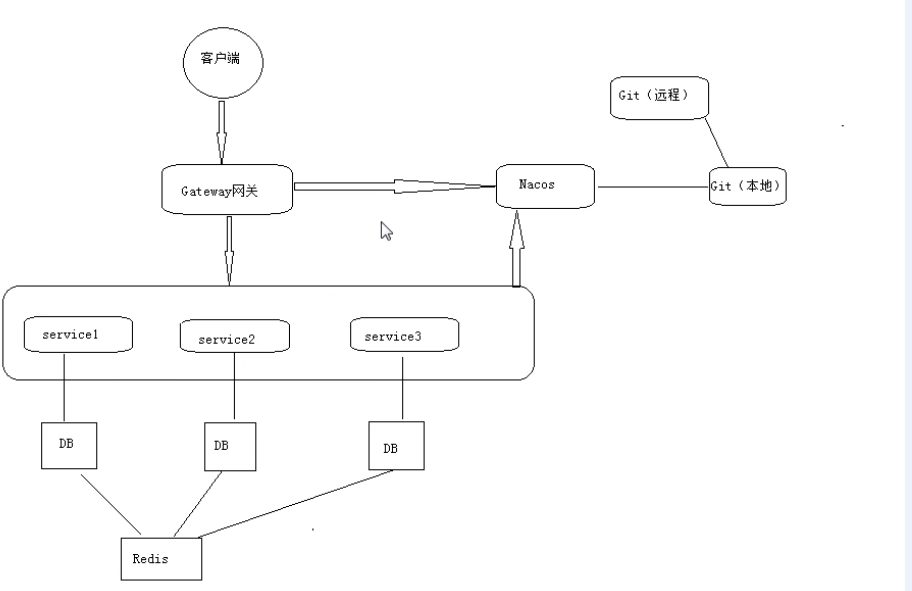 客户端
Git（远程）
Gateway网关
Nacos
Git（本地）
service1
service2
service3
DB
DB
DB
Redis